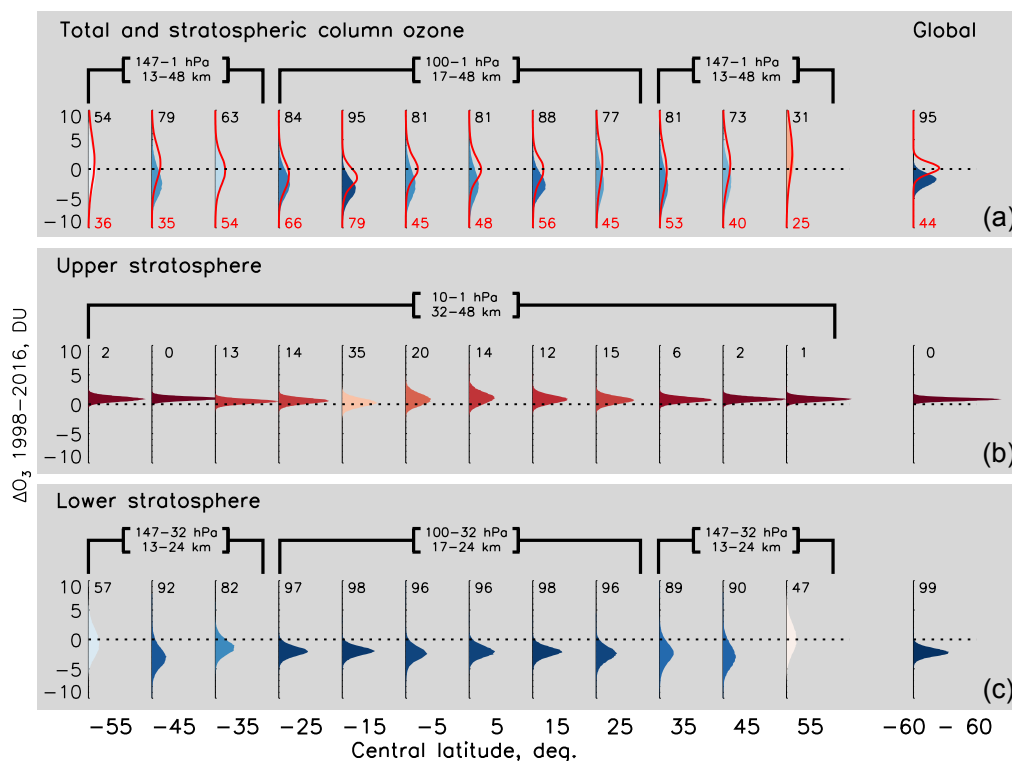 Total and stratospheric column ozone Global
147-1 hPa 100-1 hPa 147-1 hPa
13-48 km 17-48 km 13-48 km
10 54 79 63 84 95 81 81 88 77 81 73 31 95
5
0
-5
-10 36 35 54 66 79 45 48 56 45 53 40 25 44
(a)
Upper stratosphere
10-1 hPa
32-48 km
10 2 0 13 14 35 20 14 12 15 6 2 1 0
5
0
-5
-10
(b)
ΔO₃ 1998-2016, DU
Lower stratosphere
147-32 hPa 100-32 hPa 147-32 hPa
13-24 km 17-24 km 13-24 km
10 57 92 82 97 98 96 96 98 96 89 90 47 99
5
0
-5
-10
(c)
-55 -45 -35 -25 -15 -5 5 15 25 35 45 55 -60 - 60
Central latitude, deg.